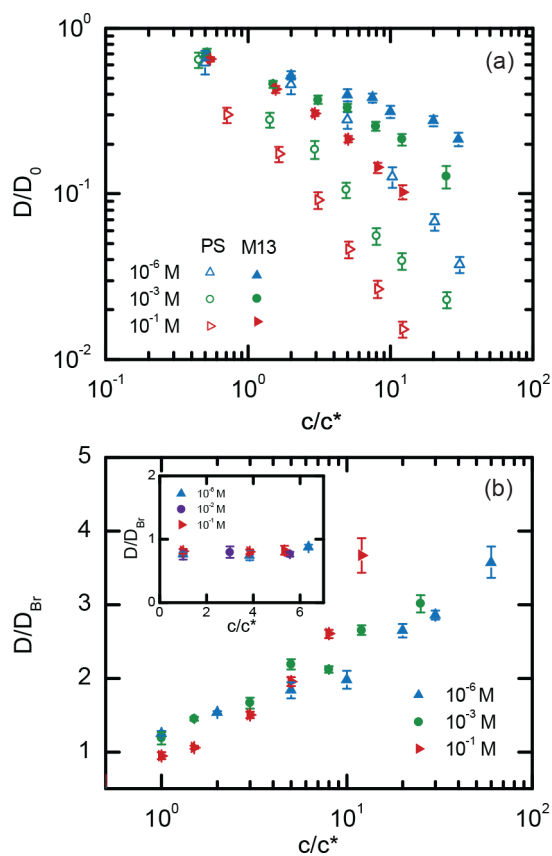 10⁰
(a)
D/D₀
10⁻¹
PS M13
10⁻⁶ M
10⁻³ M
10⁻¹ M
10⁻²
10⁻¹ 10⁰ 10¹ 10²
c/c*
5
(b)
2
10⁻⁶ M
10⁻² M
10⁻¹ M
D/D_Br
1
0
0 2 4 6
c/c*
4
D/D_Br
3
2
10⁻⁶ M
10⁻³ M
10⁻¹ M
1
10⁰ 10¹ 10²
c/c*